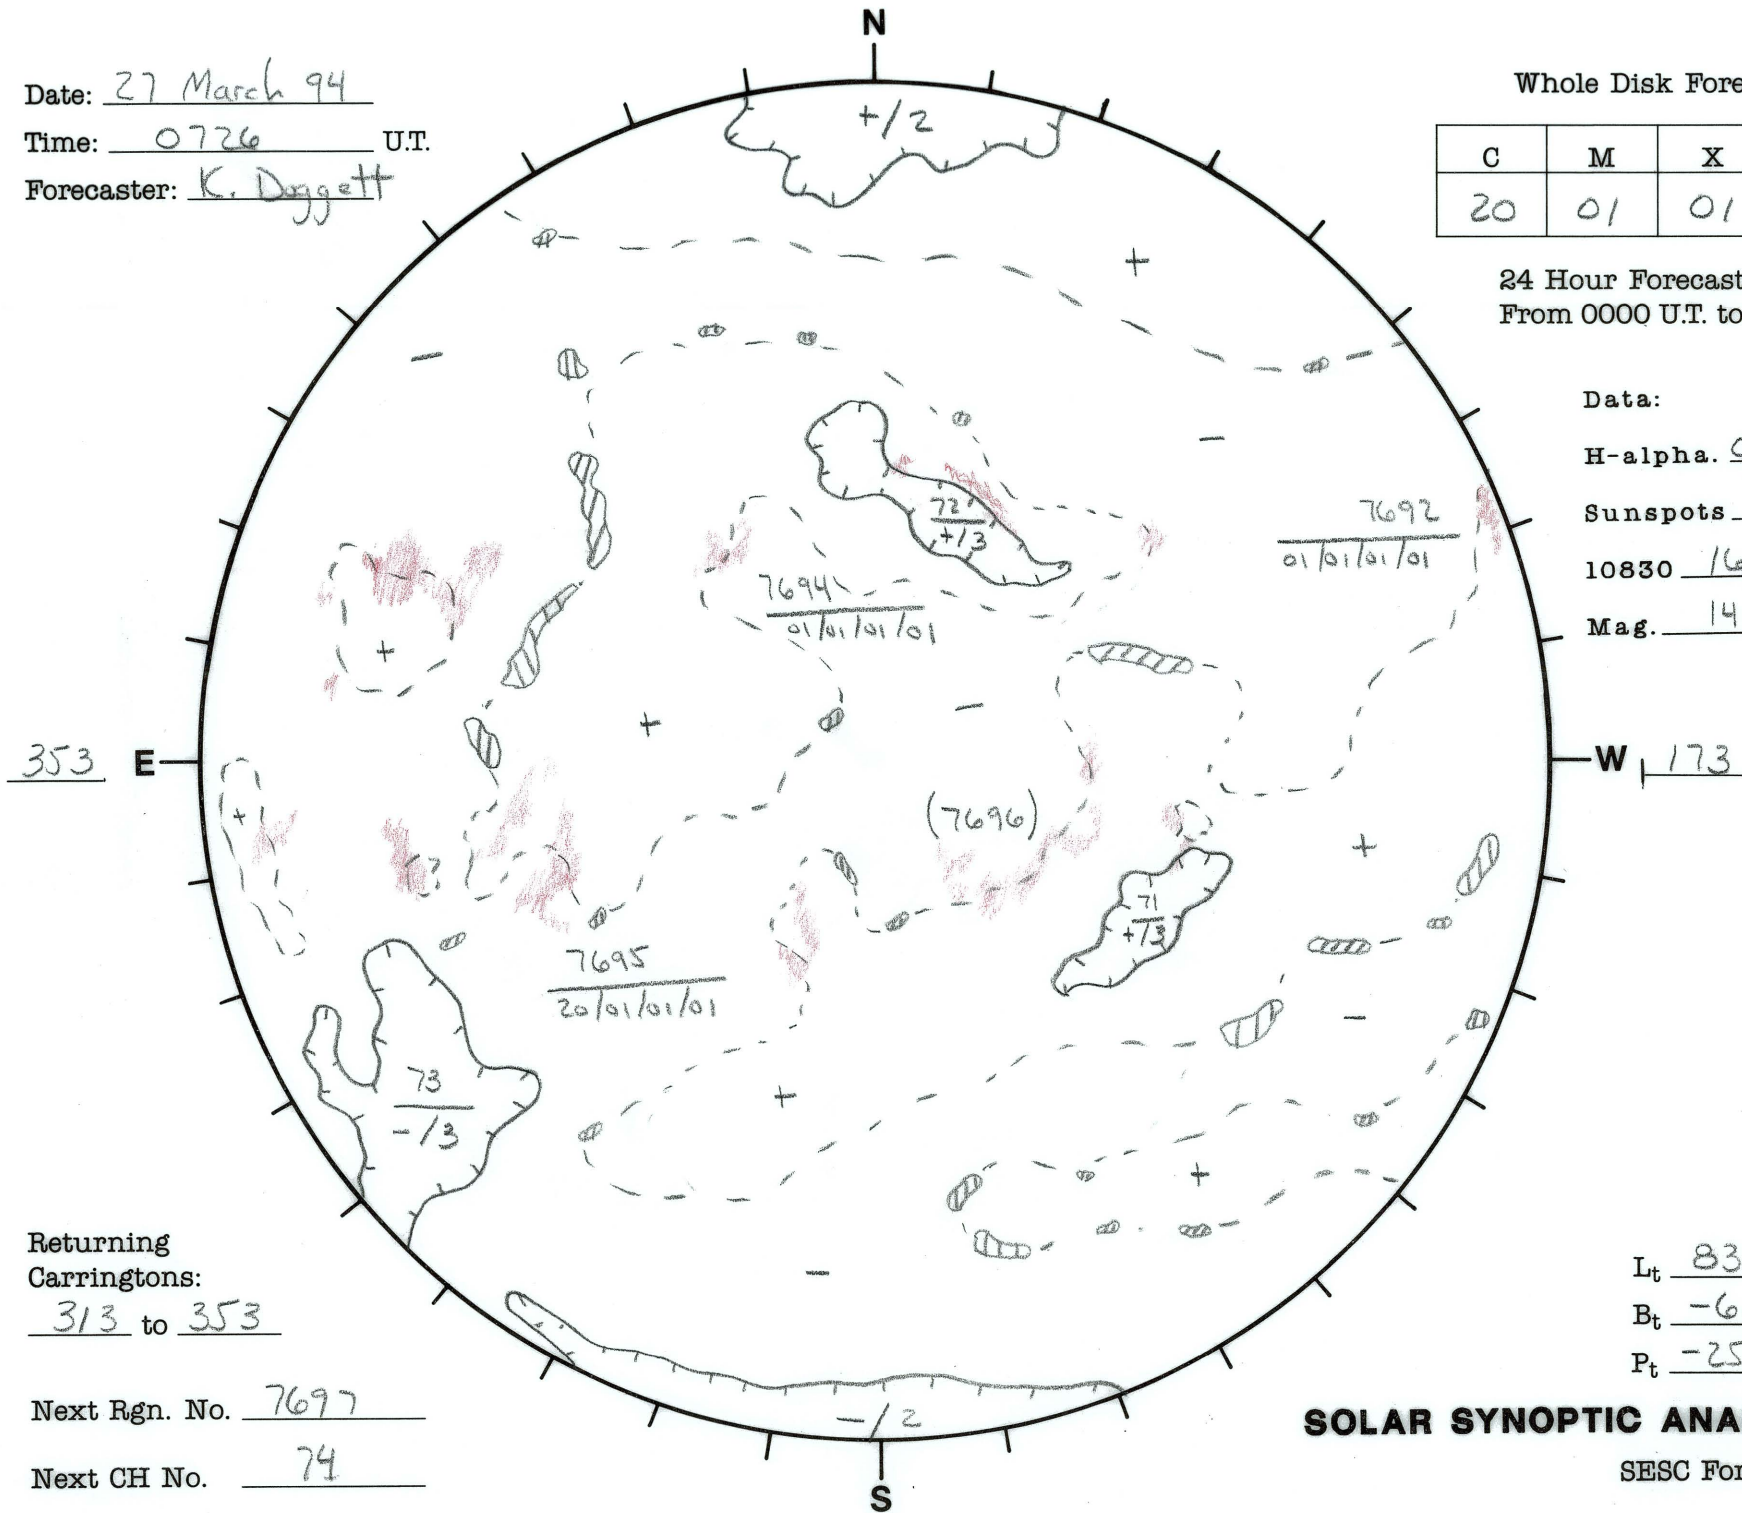 N
Date: 27 March 94
Time: 0726 U.T.
Forecaster: K. Doggett
Whole Disk Fore
C M X
20 01 01
24 Hour Forecast
From 0000 U.T. to
Data:
H-alpha.
Sunspots
10830 16
Mag. 14
+/2
+
-
-
72
+/3
7692
01/01/01/01
7694
01/01/01/01
+
+
-
353 E
W 173
+
(7696)
+
71
+/3
7695
20/01/01/01
-
73
-/3
+
+
-
-/2
Returning
Carringtons:
313 to 353
Next Rgn. No. 7697
Next CH No. 74
Lt 83
Bt -6
Pt -25
SOLAR SYNOPTIC ANA
SESC For
S